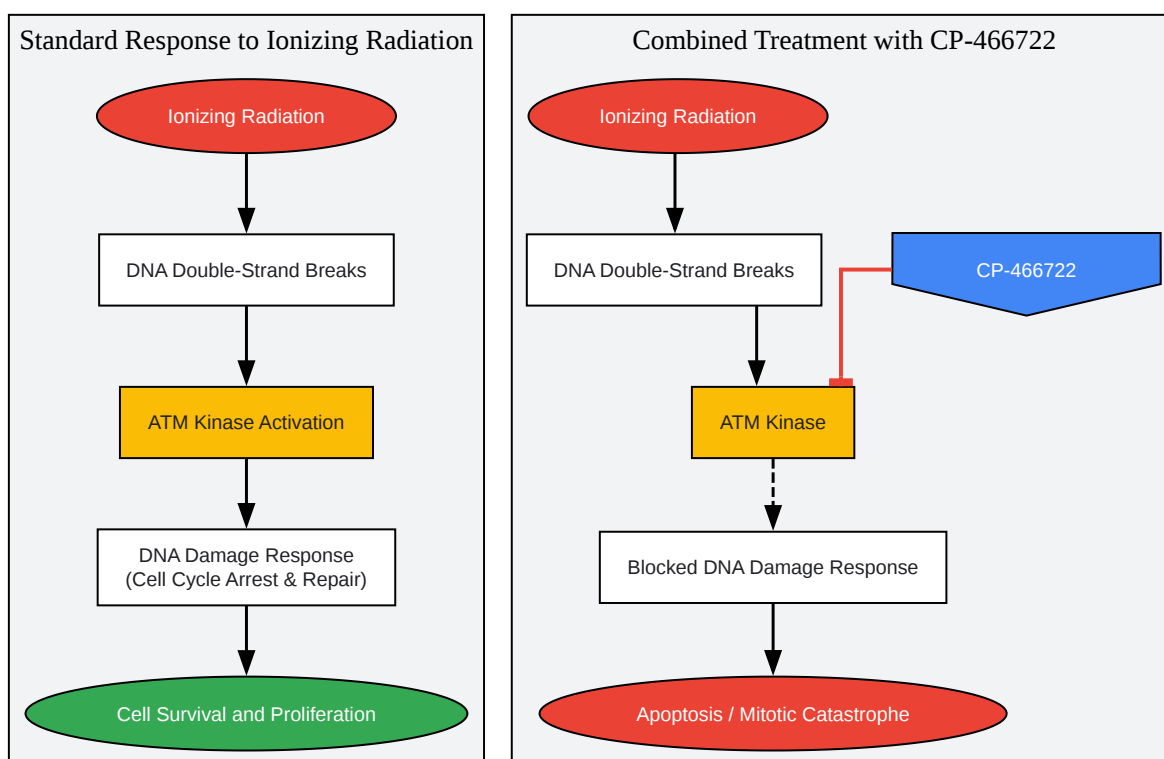 Standard Response to Ionizing Radiation
Ionizing Radiation
DNA Double-Strand Breaks
ATM Kinase Activation
DNA Damage Response
(Cell Cycle Arrest & Repair)
Cell Survival and Proliferation
Combined Treatment with CP-466722
Ionizing Radiation
DNA Double-Strand Breaks
CP-466722
ATM Kinase
Blocked DNA Damage Response
Apoptosis / Mitotic Catastrophe